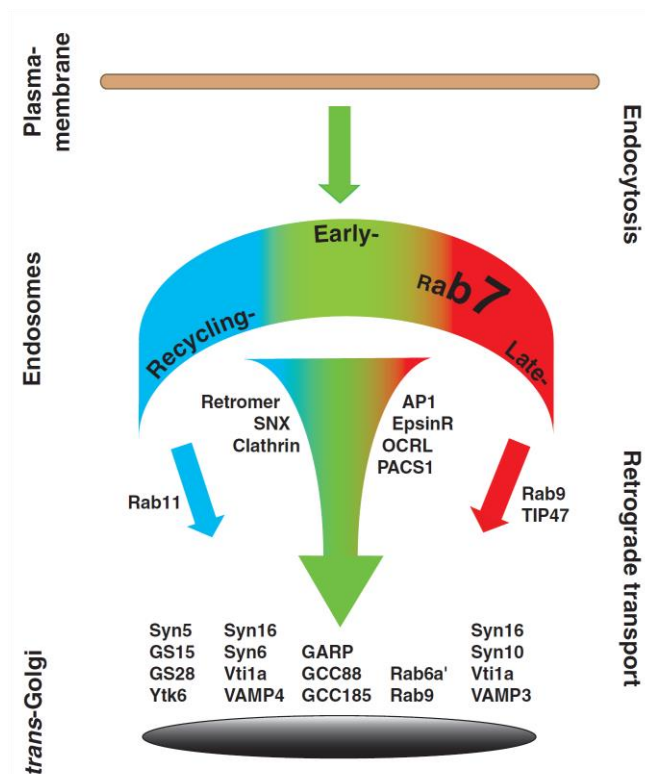 Plasma-
membrane
Endocytosis
Endosomes
Early-
Rab7
Recycling-
Late-
Retromer
SNX
Clathrin
AP1
EpsinR
OCRL
PACS1
Rab11
Rab9
TIP47
Retrograde transport
Syn5
GS15
GS28
Ytk6
Syn16
Syn6
Vti1a
VAMP4
GARP
GCC88
GCC185
Rab6a'
Rab9
Syn16
Syn10
Vti1a
VAMP3
trans-Golgi